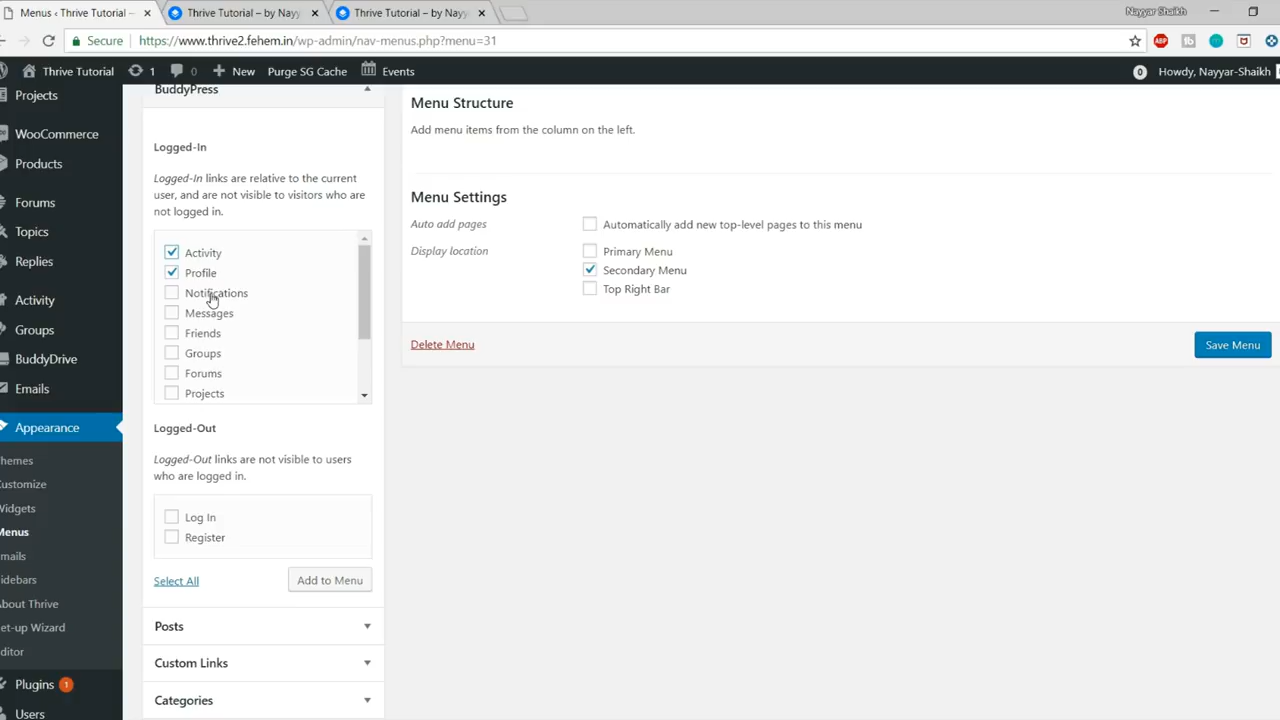 Menus ‹ Thrive Tutorial –
Thrive Tutorial – by Nayy
Thrive Tutorial – by Nayy
Nayyar Shaikh
Secure
https://www.thrive2.fehem.in/wp-admin/nav-menus.php?menu=31
ABP
tb
Thrive Tutorial
1
0
New
Purge SG Cache
Events
0
Howdy, Nayyar-Shaikh
Projects
WooCommerce
Products
Forums
Topics
Replies
Activity
Groups
BuddyDrive
Emails
Appearance
hemes
Customize
Widgets
Menus
mails
idebars
bout Thrive
et-up Wizard
ditor
Plugins 1
Users
BuddyPress
Logged-In
Logged-In links are relative to the current
user, and are not visible to visitors who are
not logged in.
Activity
Profile
Notifications
Messages
Friends
Groups
Forums
Projects
Logged-Out
Logged-Out links are not visible to users
who are logged in.
Log In
Register
Select All
Add to Menu
Posts
Custom Links
Categories
Menu Structure
Add menu items from the column on the left.
Menu Settings
Auto add pages
Automatically add new top-level pages to this menu
Display location
Primary Menu
Secondary Menu
Top Right Bar
Delete Menu
Save Menu